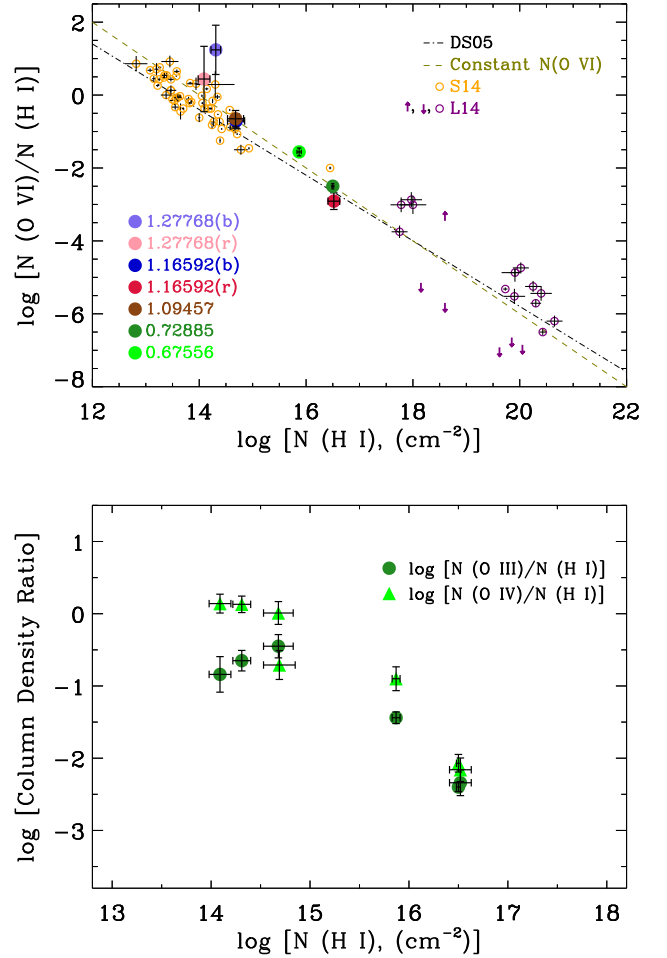 2
0
−2
−4
−6
−8
log [N (O VI)/N (H I)]
DS05
Constant N(O VI)
S14
, , L14
1.27768(b)
1.27768(r)
1.16592(b)
1.16592(r)
1.09457
0.72885
0.67556
12 14 16 18 20 22
log [N (H I), (cm⁻²)]
1
0
−1
−2
−3
log [Column Density Ratio]
log [N (O III)/N (H I)]
log [N (O IV)/N (H I)]
13 14 15 16 17 18
log [N (H I), (cm⁻²)]